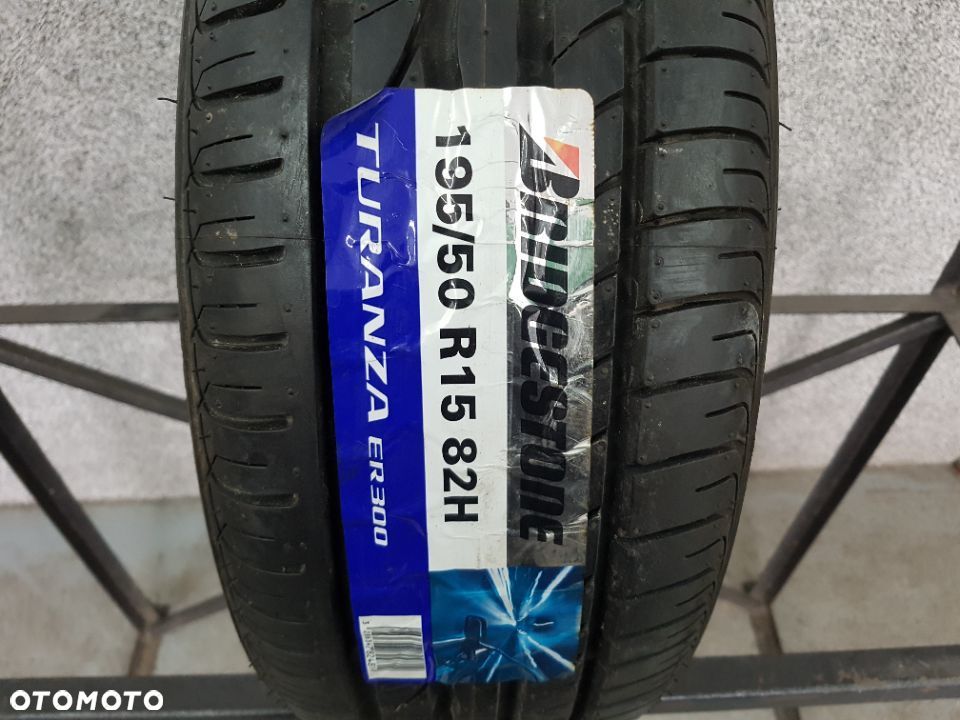 BRIDGESTONE
195/50 R15 82H
TURANZA ER300
OTOMOTO